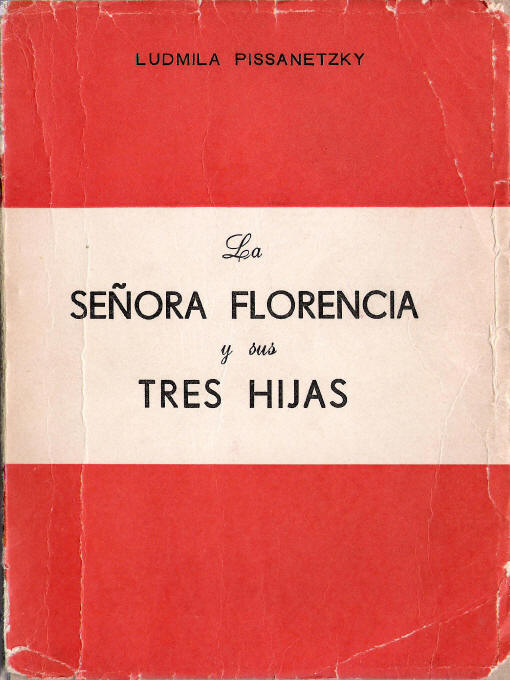 LUDMILA PISSANETZKY
La
SEÑORA FLORENCIA
y sus
TRES HIJAS